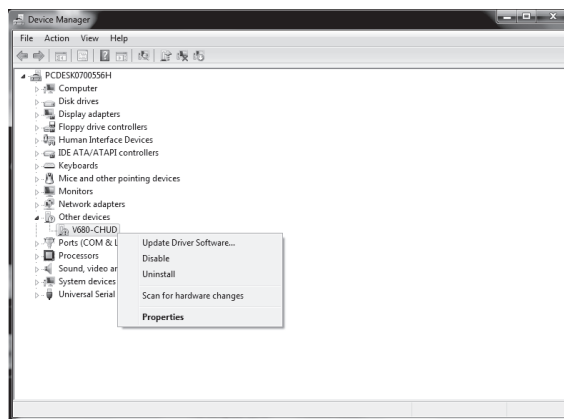 Device Manager
File Action View Help
PCDESK0700556H
Computer
Disk drives
Display adapters
Floppy drive controllers
Human Interface Devices
IDE ATA/ATAPI controllers
Keyboards
Mice and other pointing devices
Monitors
Network adapters
Other devices
V680-CHUD
Ports (COM & L
Processors
Sound, video ar
System devices
Universal Serial
Update Driver Software...
Disable
Uninstall
Scan for hardware changes
Properties